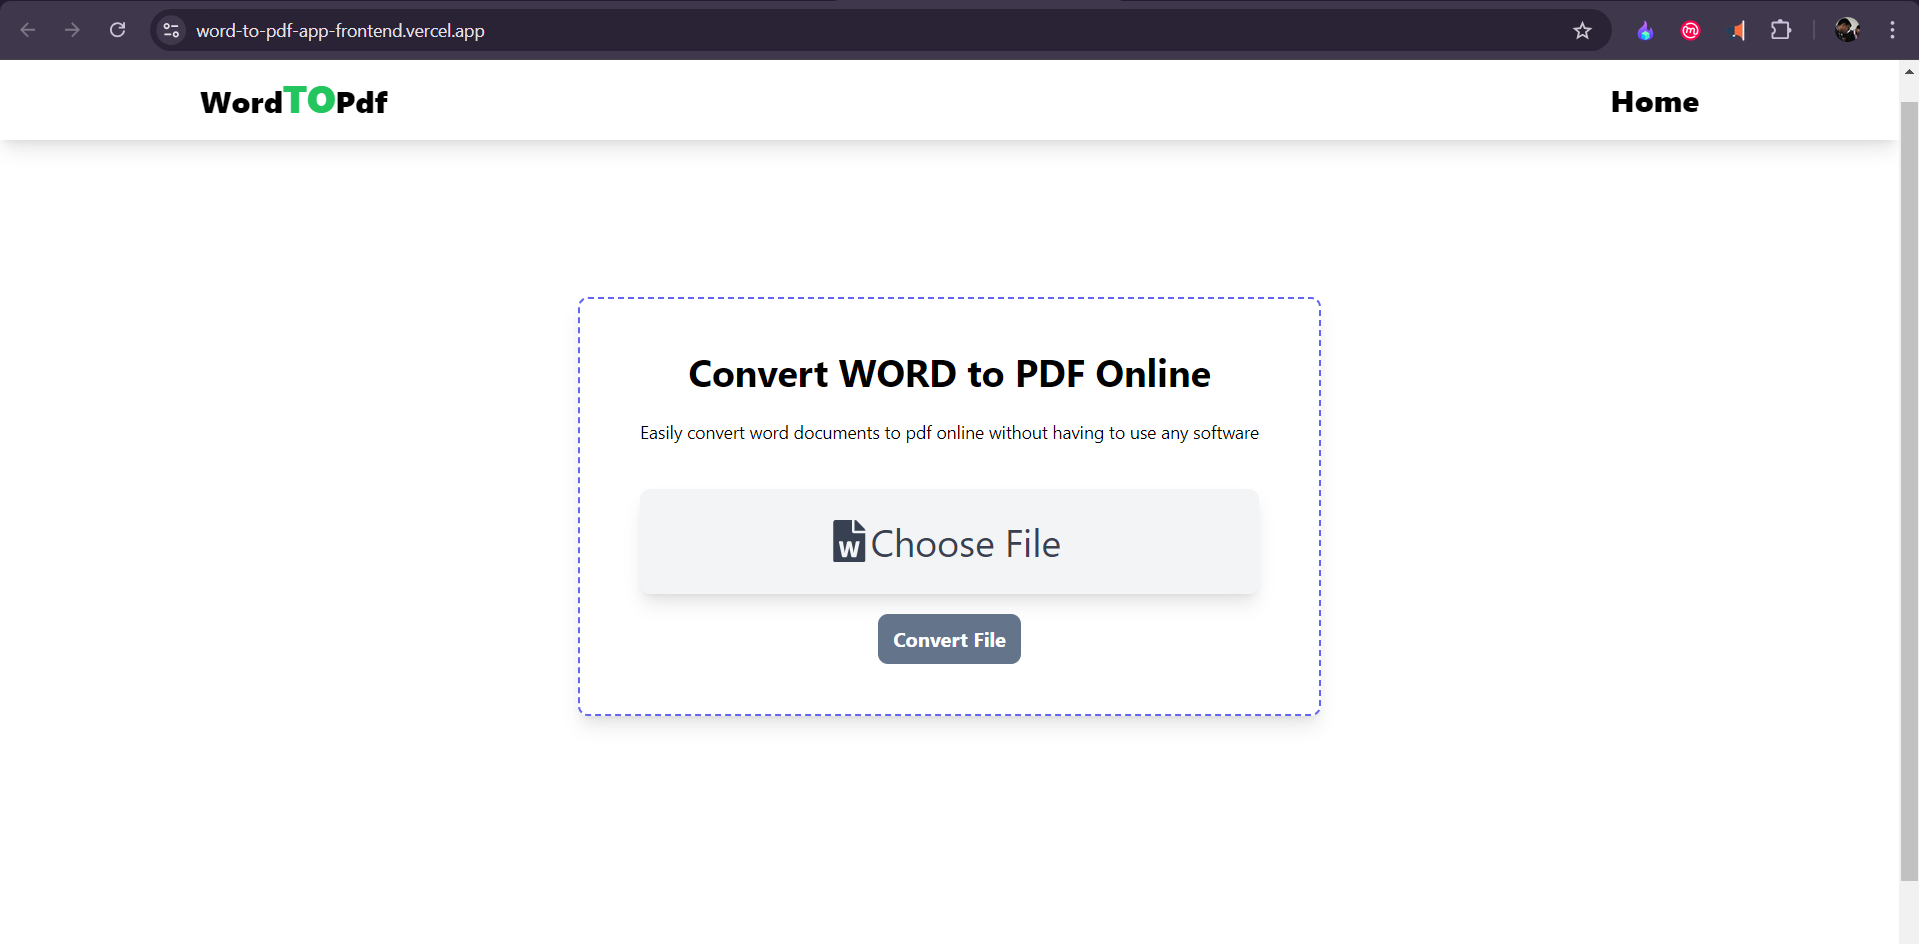 word-to-pdf-app-frontend.vercel.app
WordTOPdf
Home
Convert WORD to PDF Online
Easily convert word documents to pdf online without having to use any software
W Choose File
Convert File